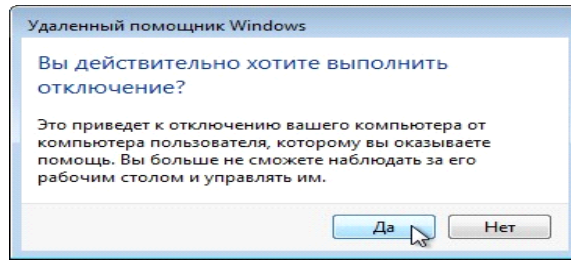 Удаленный помощник Windows
Вы действительно хотите выполнить
отключение?
Это приведет к отключению вашего компьютера от
компьютера пользователя, которому вы оказываете
помощь. Вы больше не сможете наблюдать за его
рабочим столом и управлять им.
Да
Нет